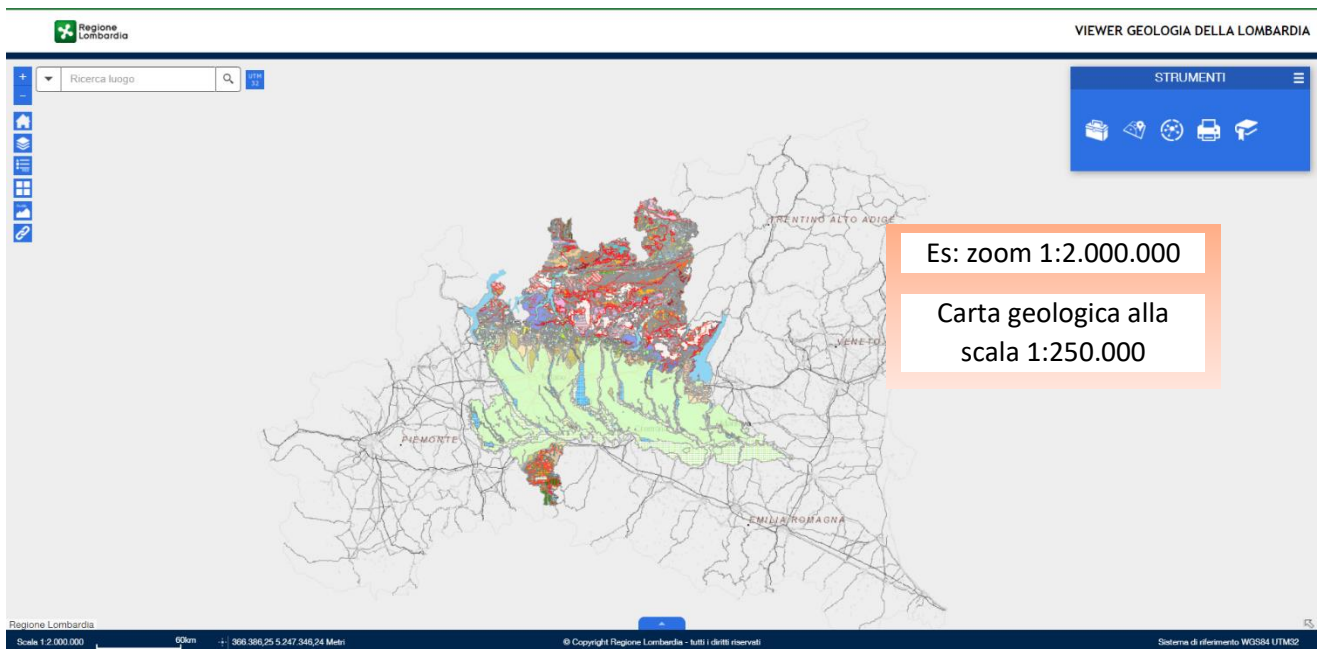 Regione
Lombardia
VIEWER GEOLOGIA DELLA LOMBARDIA
+
Ricerca luogo
UTM
32
−
STRUMENTI
TRENTINO ALTO ADIGE
Es: zoom 1:2.000.000
Carta geologica alla
scala 1:250.000
VENETO
PIEMONTE
EMILIA ROMAGNA
Regione Lombardia
Scala 1:2.000.000
60km
366.386,25 5.247.346,24 Metri
© Copyright Regione Lombardia - tutti i diritti riservati
Sistema di riferimento WGS84 UTM32